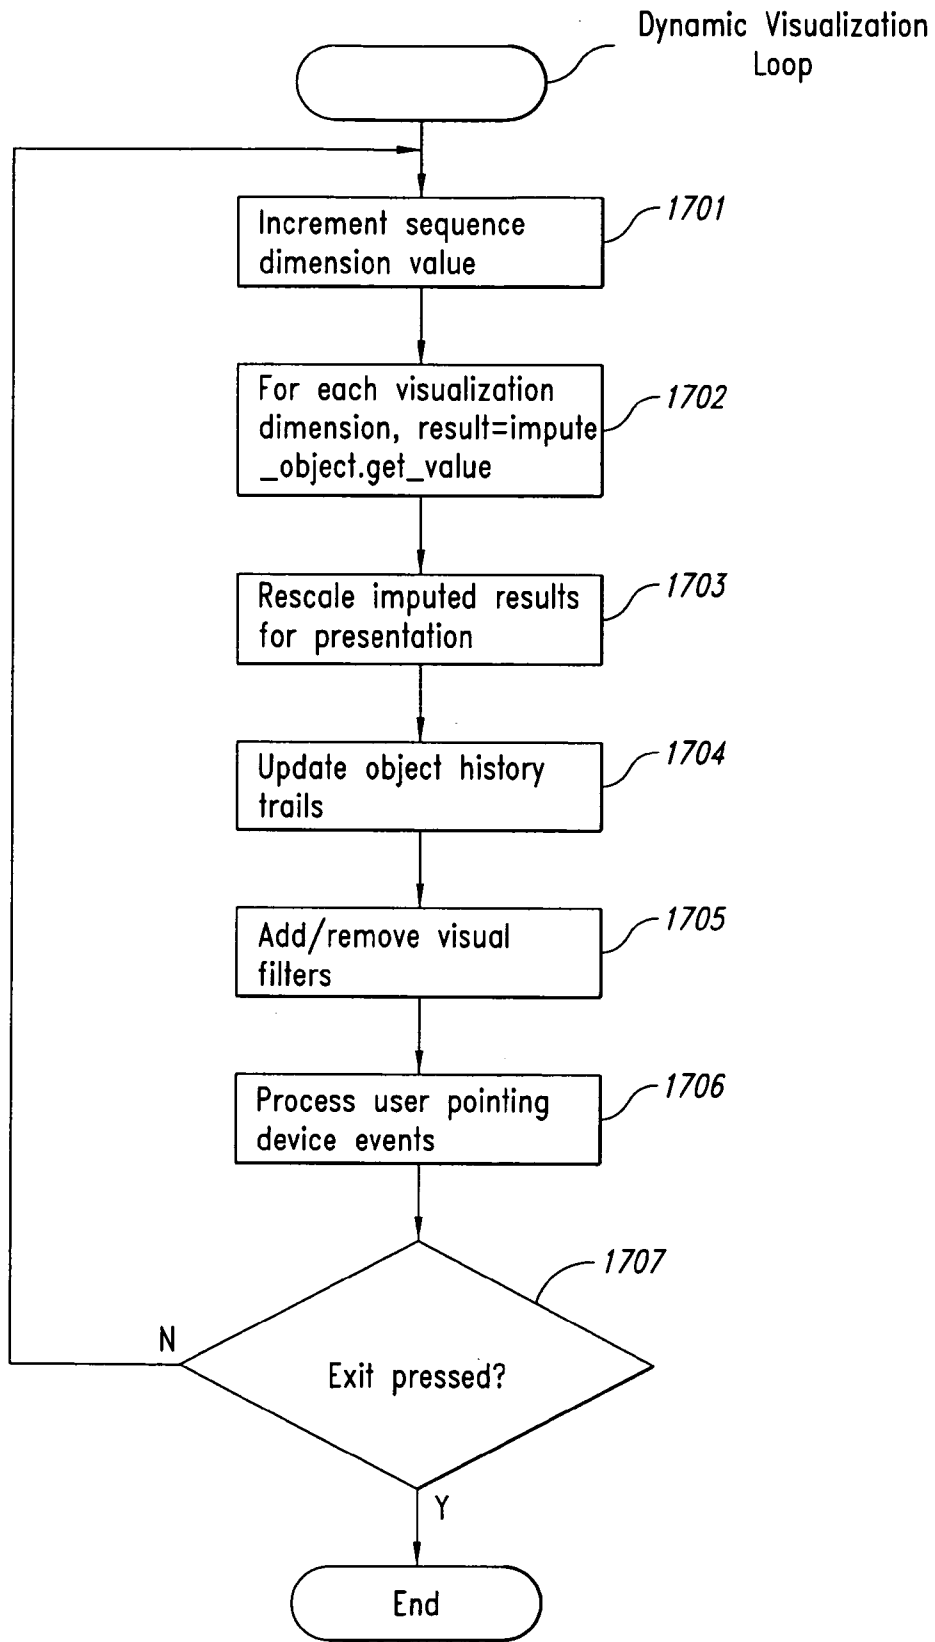 Dynamic Visualization
Loop
1701
Increment sequence
dimension value
1702
For each visualization
dimension, result=impute
_object.get_value
1703
Rescale imputed results
for presentation
1704
Update object history
trails
1705
Add/remove visual
filters
1706
Process user pointing
device events
1707
N
Exit pressed?
Y
End